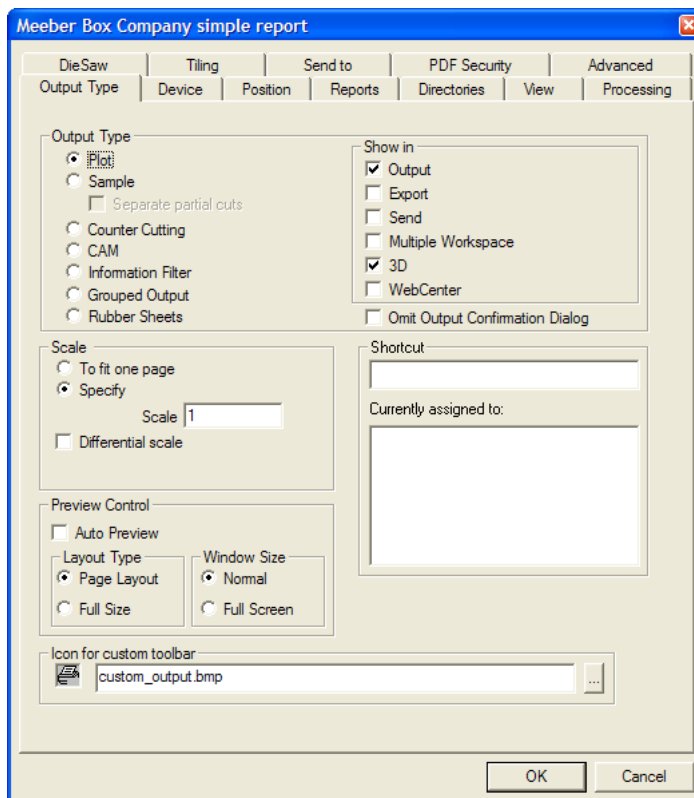 Meeber Box Company simple report
DieSaw Tiling Send to PDF Security Advanced
Output Type Device Position Reports Directories View Processing
Output Type
Plot
Sample
Separate partial cuts
Counter Cutting
CAM
Information Filter
Grouped Output
Rubber Sheets
Show in
Output
Export
Send
Multiple Workspace
3D
WebCenter
Omit Output Confirmation Dialog
Scale
To fit one page
Specify
Scale 1
Differential scale
Shortcut
Currently assigned to:
Preview Control
Auto Preview
Layout Type
Page Layout
Full Size
Window Size
Normal
Full Screen
Icon for custom toolbar
custom_output.bmp
...
OK Cancel